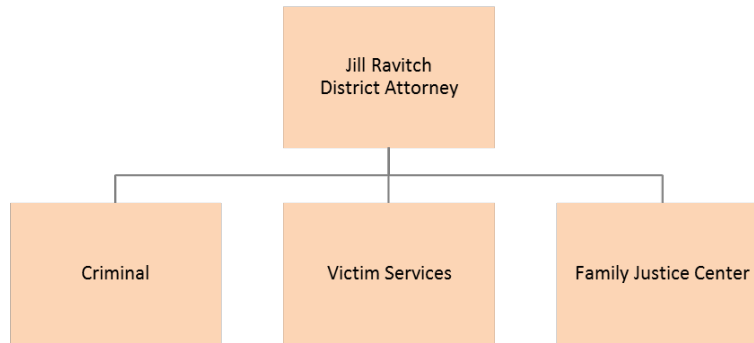 Jill Ravitch
District Attorney
Criminal
Victim Services
Family Justice Center